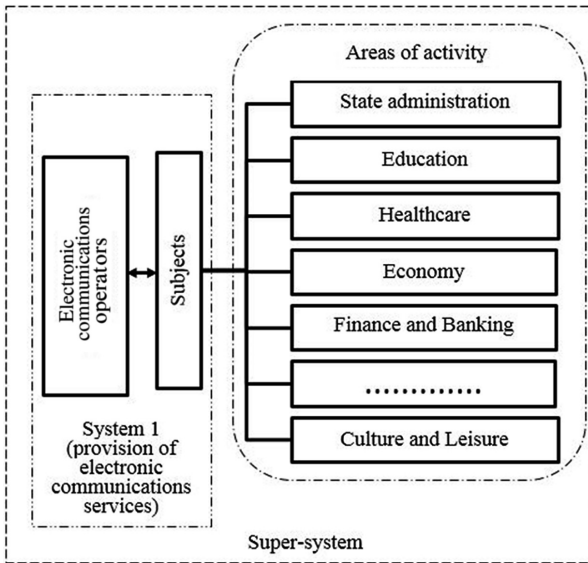 Areas of activity
State administration
Education
Healthcare
Economy
Finance and Banking
.............
Culture and Leisure
Electronic
communications
operators
Subjects
System 1
(provision of
electronic
communications
services)
Super-system